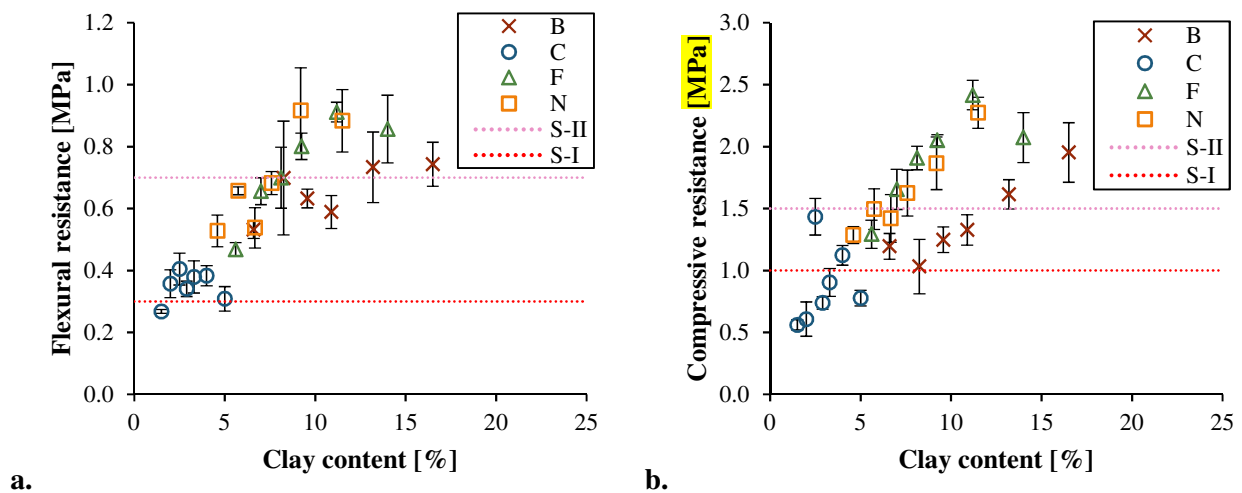 1.2
1.0
0.8
0.6
0.4
0.2
0.0
Flexural resistance [MPa]
0 5 10 15 20 25
Clay content [%]
B
C
F
N
S-II
S-I
a.
3.0
2.5
2.0
1.5
1.0
0.5
0.0
Compressive resistance [MPa]
0 5 10 15 20 25
Clay content [%]
B
C
F
N
S-II
S-I
b.